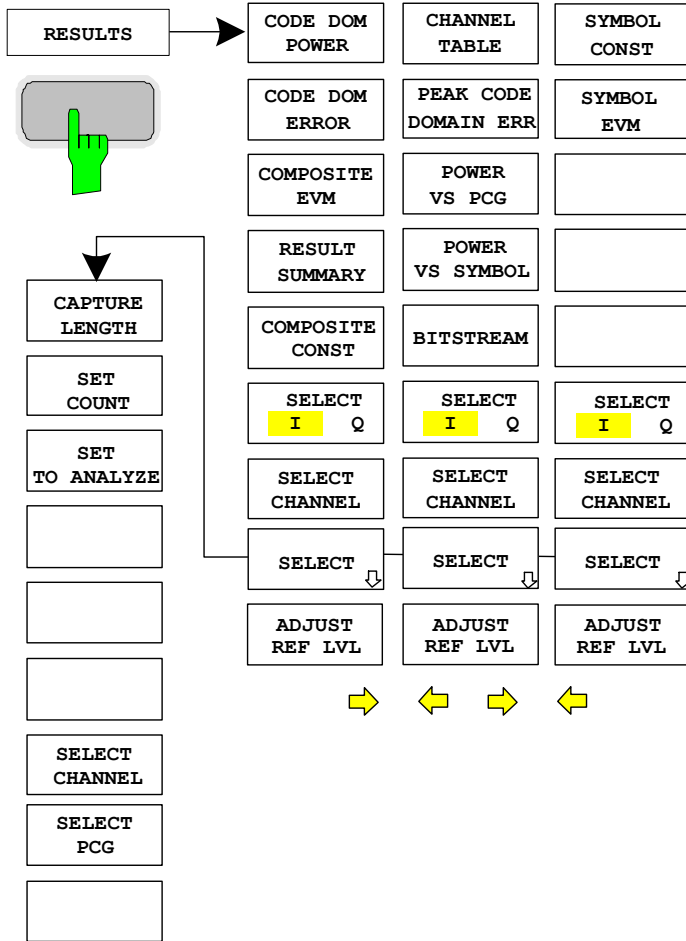 RESULTS
CODE DOM
POWER
CODE DOM
ERROR
COMPOSITE
EVM
RESULT
SUMMARY
COMPOSITE
CONST
SELECT
I Q
SELECT
CHANNEL
SELECT
ADJUST
REF LVL
CHANNEL
TABLE
PEAK CODE
DOMAIN ERR
POWER
VS PCG
POWER
VS SYMBOL
BITSTREAM
SELECT
I Q
SELECT
CHANNEL
SELECT
ADJUST
REF LVL
SYMBOL
CONST
SYMBOL
EVM
SELECT
I Q
SELECT
CHANNEL
SELECT
ADJUST
REF LVL
CAPTURE
LENGTH
SET
COUNT
SET
TO ANALYZE
SELECT
CHANNEL
SELECT
PCG